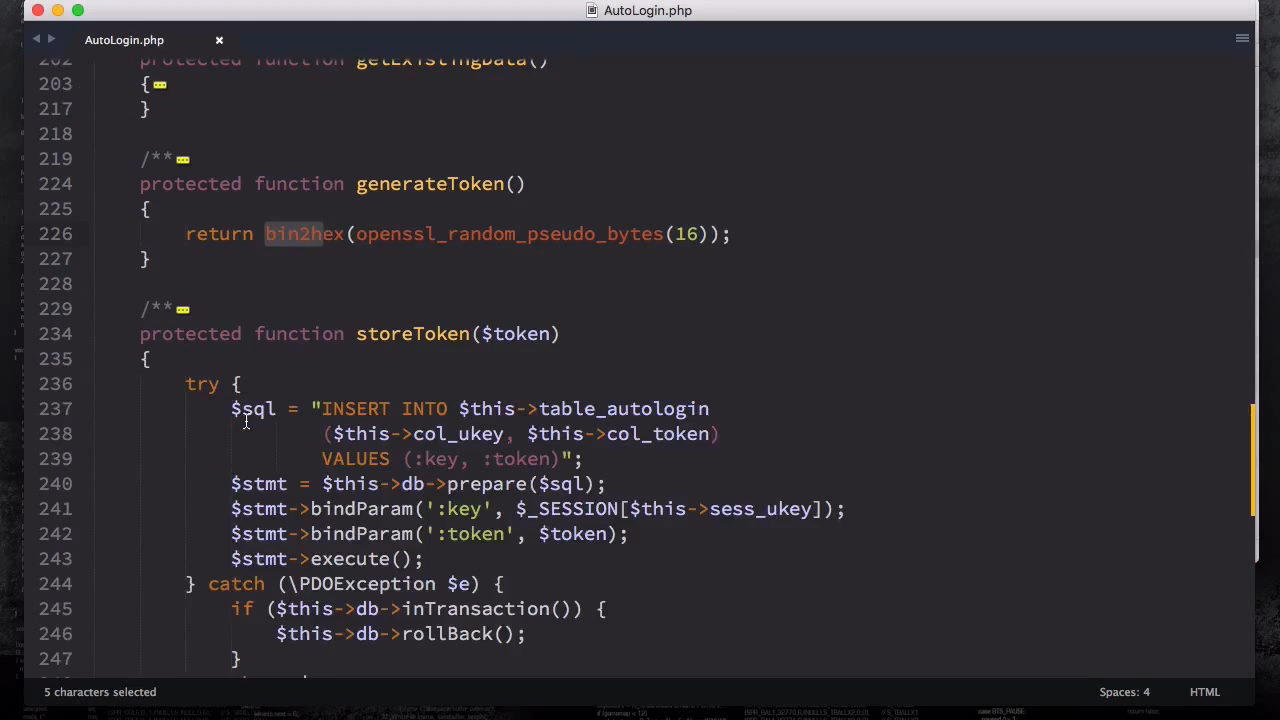 AutoLogin.php
AutoLogin.php ×
202 protected function getExistingData()
203 {
217 }
218
219 /**
224 protected function generateToken()
225 {
226 return bin2hex(openssl_random_pseudo_bytes(16));
227 }
228
229 /**
234 protected function storeToken($token)
235 {
236 try {
237 $sql = "INSERT INTO $this->table_autologin
238 ($this->col_ukey, $this->col_token)
239 VALUES (:key, :token)";
240 $stmt = $this->db->prepare($sql);
241 $stmt->bindParam(':key', $_SESSION[$this->sess_ukey]);
242 $stmt->bindParam(':token', $token);
243 $stmt->execute();
244 } catch (\PDOException $e) {
245 if ($this->db->inTransaction()) {
246 $this->db->rollBack();
247 }
5 characters selected Spaces: 4 HTML